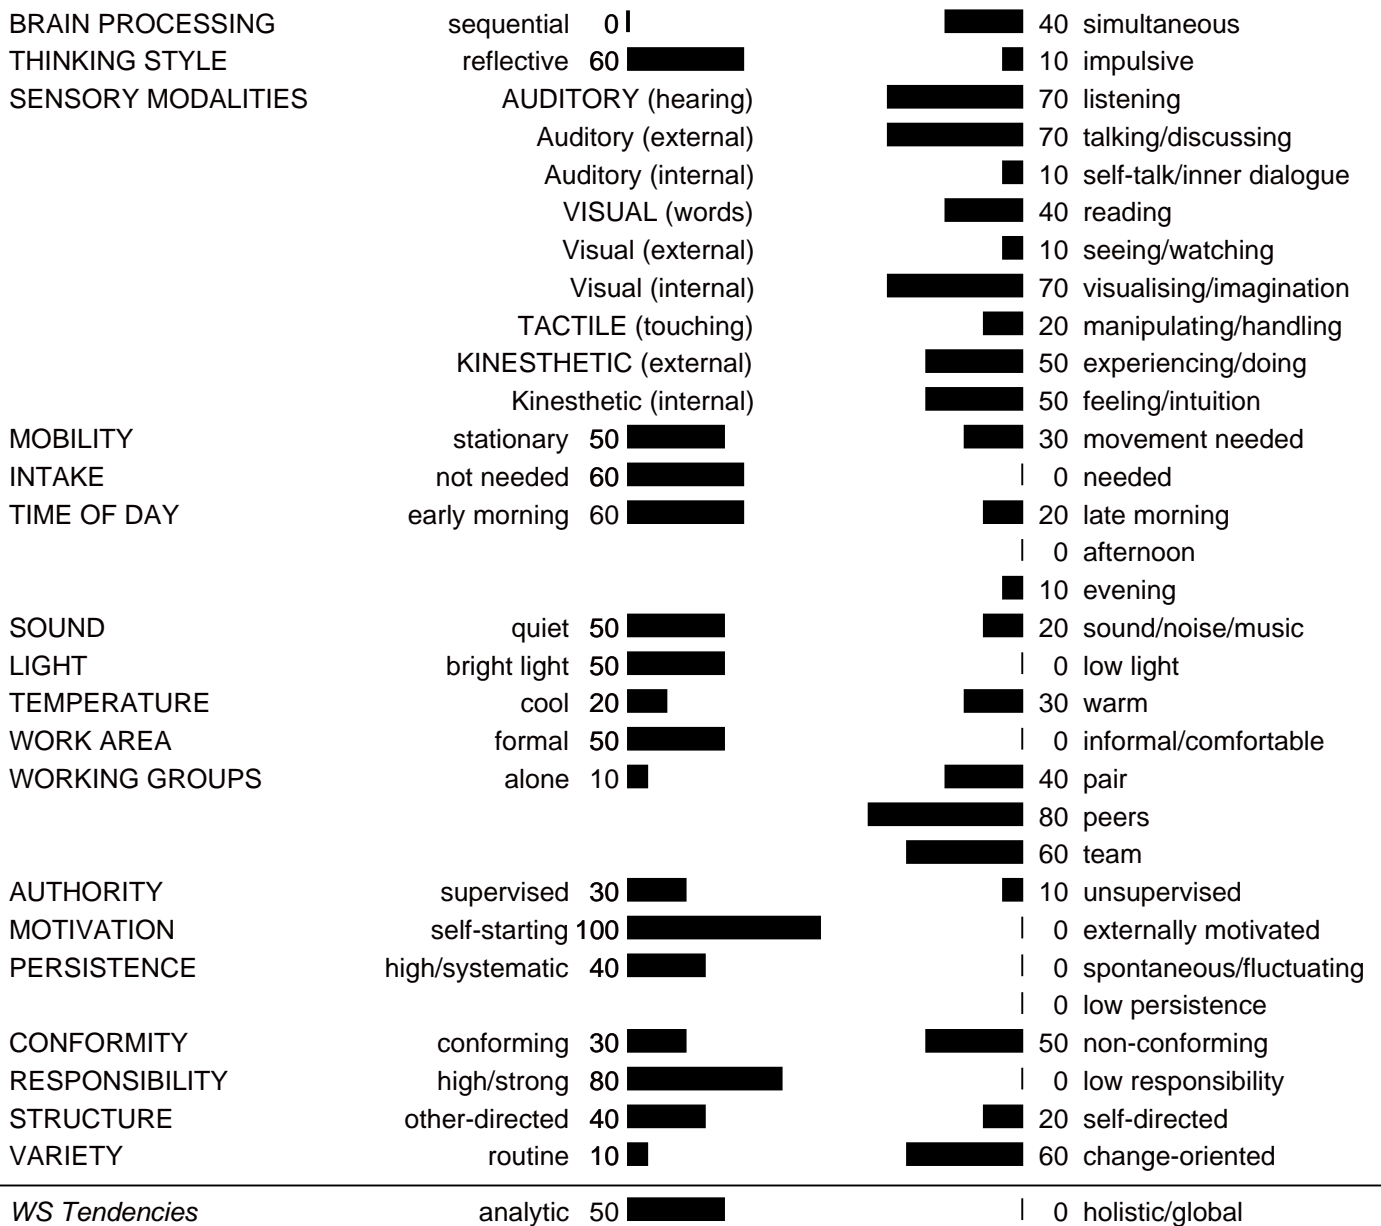 BRAIN PROCESSING sequential 0 40 simultaneous
THINKING STYLE reflective 60 10 impulsive
SENSORY MODALITIES AUDITORY (hearing) 70 listening
Auditory (external) 70 talking/discussing
Auditory (internal) 10 self-talk/inner dialogue
VISUAL (words) 40 reading
Visual (external) 10 seeing/watching
Visual (internal) 70 visualising/imagination
TACTILE (touching) 20 manipulating/handling
KINESTHETIC (external) 50 experiencing/doing
Kinesthetic (internal) 50 feeling/intuition
MOBILITY stationary 50 30 movement needed
INTAKE not needed 60 0 needed
TIME OF DAY early morning 60 20 late morning
0 afternoon
10 evening
SOUND quiet 50 20 sound/noise/music
LIGHT bright light 50 0 low light
TEMPERATURE cool 20 30 warm
WORK AREA formal 50 0 informal/comfortable
WORKING GROUPS alone 10 40 pair
80 peers
60 team
AUTHORITY supervised 30 10 unsupervised
MOTIVATION self-starting 100 0 externally motivated
PERSISTENCE high/systematic 40 0 spontaneous/fluctuating
0 low persistence
CONFORMITY conforming 30 50 non-conforming
RESPONSIBILITY high/strong 80 0 low responsibility
STRUCTURE other-directed 40 20 self-directed
VARIETY routine 10 60 change-oriented
WS Tendencies analytic 50 0 holistic/global